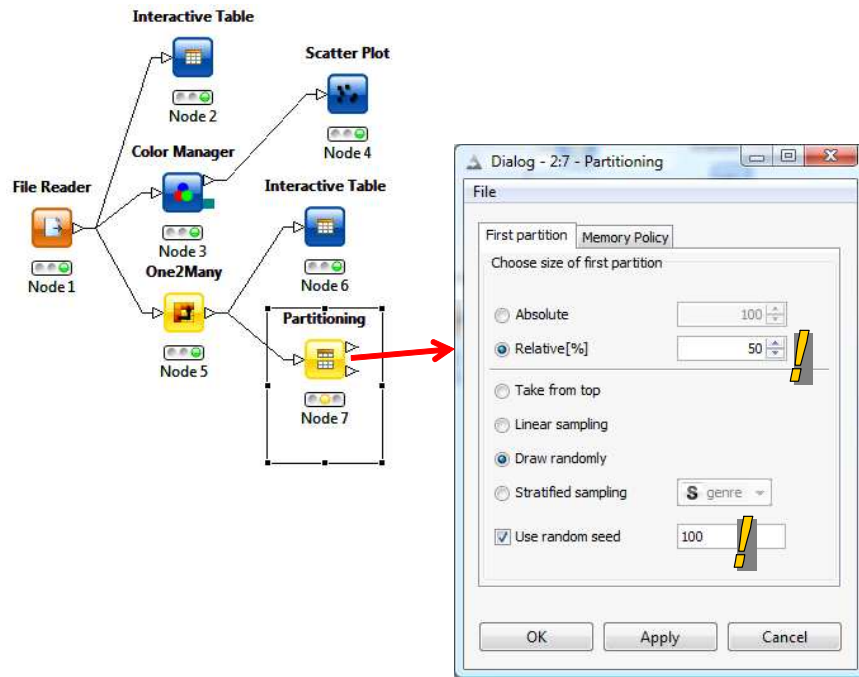 Interactive Table
Node 2
Scatter Plot
Node 4
Color Manager
Node 3
File Reader
Node 1
Interactive Table
Node 6
One2Many
Node 5
Partitioning
Node 7
Dialog - 2:7 - Partitioning
File
First partition
Memory Policy
Choose size of first partition
Absolute
100
Relative[%]
50
Take from top
Linear sampling
Draw randomly
Stratified sampling
S genre
Use random seed
100
OK
Apply
Cancel